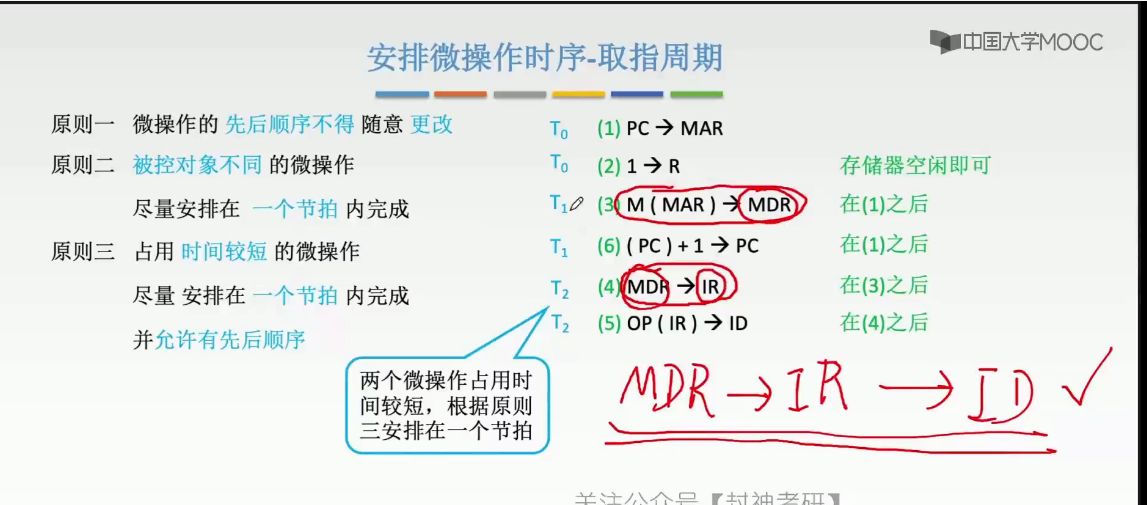 中国大学MOOC
安排微操作时序-取指周期
原则一 微操作的 先后顺序不得 随意 更改
原则二 被控对象不同 的微操作
尽量安排在 一个节拍 内完成
原则三 占用 时间较短 的微操作
尽量 安排在 一个节拍 内完成
并允许有先后顺序
T0 (1) PC → MAR
T0 (2) 1 → R 存储器空闲即可
T1 (3) M ( MAR ) → MDR 在(1)之后
T1 (6) ( PC ) + 1 → PC 在(1)之后
T2 (4) MDR → IR 在(3)之后
T2 (5) OP ( IR ) → ID 在(4)之后
两个微操作占用时
间较短，根据原则
三安排在一个节拍
MDR → IR → ID ✓
关注公众号【封神考研】